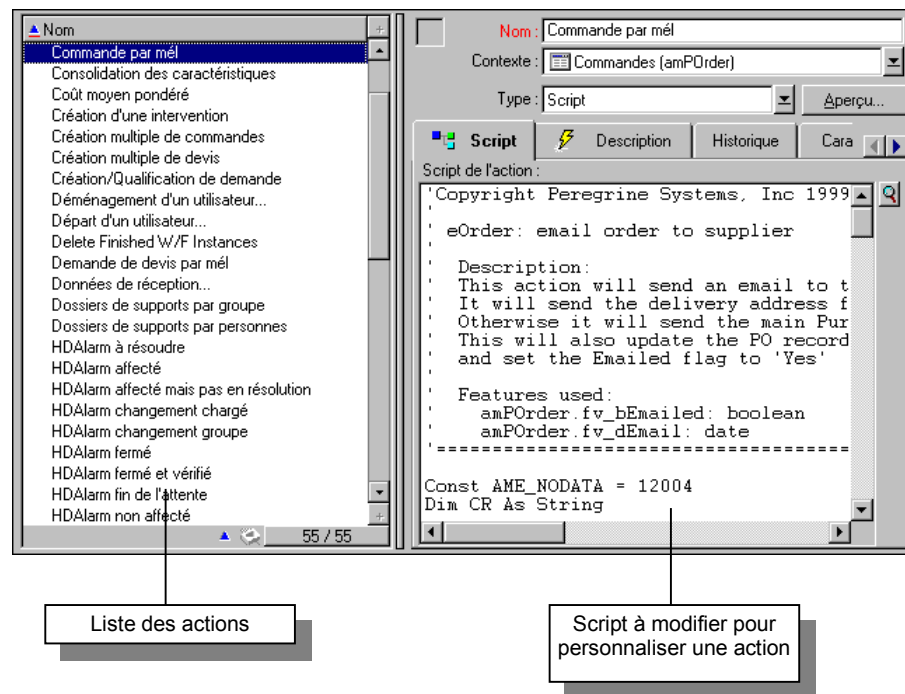 Nom
Commande par mél
Consolidation des caractéristiques
Coût moyen pondéré
Création d'une intervention
Création multiple de commandes
Création multiple de devis
Création/Qualification de demande
Déménagement d'un utilisateur...
Départ d'un utilisateur...
Delete Finished W/F Instances
Demande de devis par mél
Données de réception...
Dossiers de supports par groupe
Dossiers de supports par personnes
HDAlarm à résoudre
HDAlarm affecté
HDAlarm affecté mais pas en résolution
HDAlarm changement chargé
HDAlarm changement groupe
HDAlarm fermé
HDAlarm fermé et vérifié
HDAlarm fin de l'attente
HDAlarm non affecté
55 / 55
Nom : Commande par mél
Contexte : Commandes (amPOrder)
Type : Script Aperçu...
Script Description Historique Cara
Script de l'action :
'Copyright Peregrine Systems, Inc 1999
'
' eOrder: email order to supplier
'
'   Description:
'   This action will send an email to t
'   It will send the delivery address f
'   Otherwise it will send the main Pur
'   This will also update the PO record
'   and set the Emailed flag to 'Yes'
'
'   Features used:
'     amPOrder.fv_bEmailed: boolean
'     amPOrder.fv_dEmail: date
'======================================
Const AME_NODATA = 12004
Dim CR As String
Liste des actions
Script à modifier pour
personnaliser une action